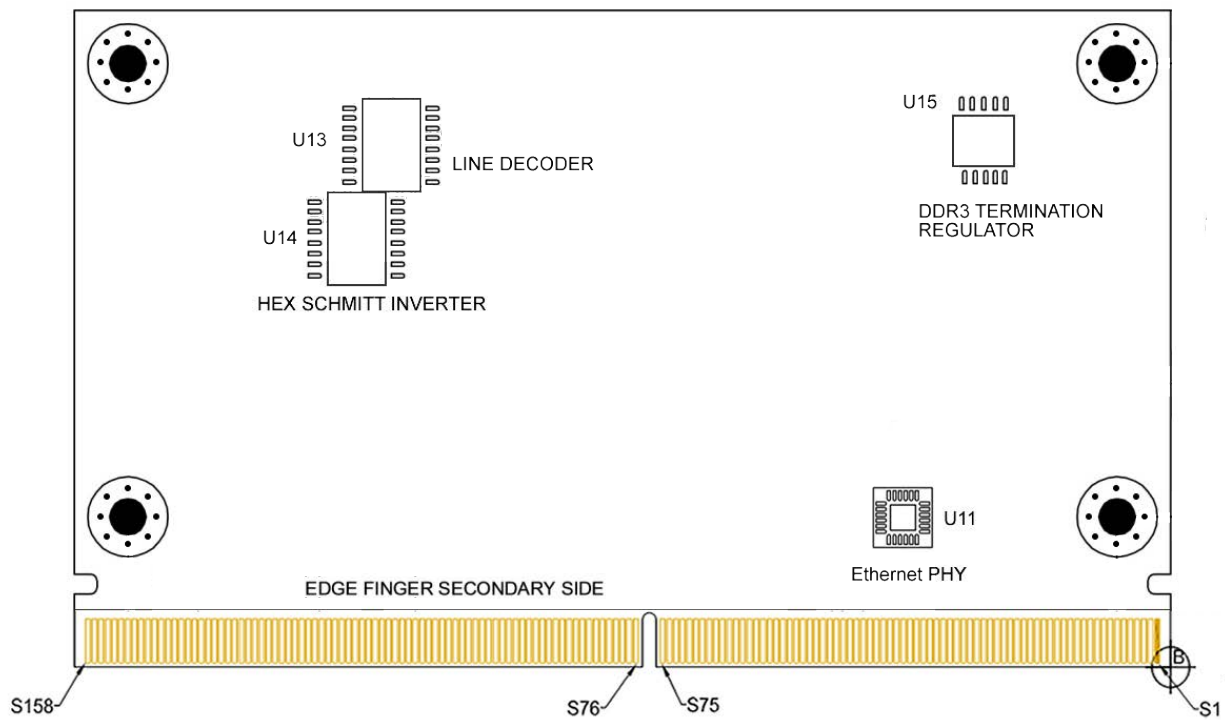 U15
U13
LINE DECODER
DDR3 TERMINATION
REGULATOR
U14
HEX SCHMITT INVERTER
U11
Ethernet PHY
EDGE FINGER SECONDARY SIDE
B
S158
S76
S75
S1